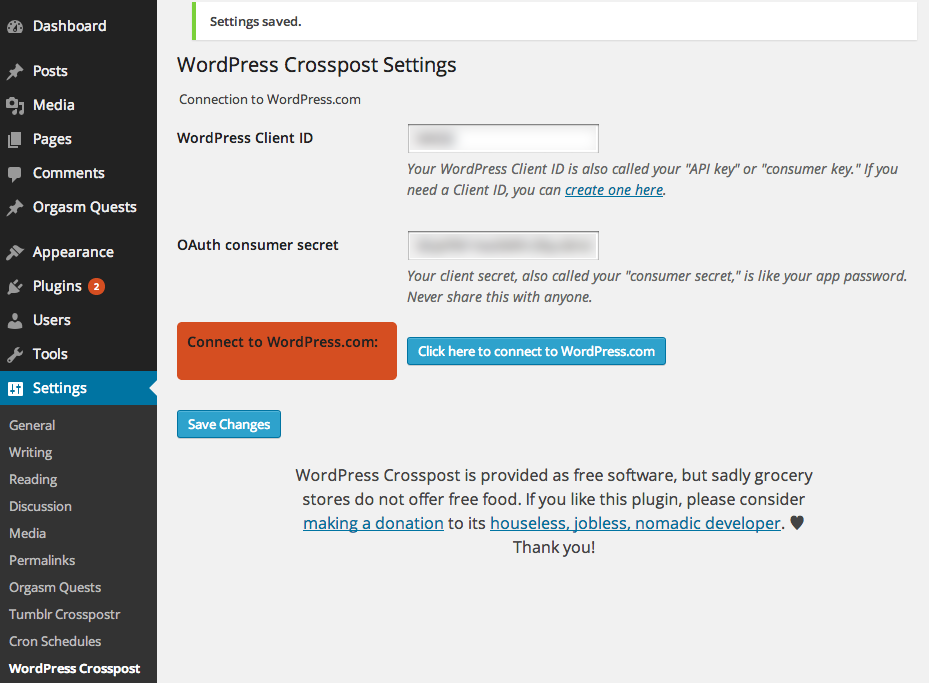 Dashboard
Posts
Media
Pages
Comments
Orgasm Quests
Appearance
Plugins 2
Users
Tools
Settings
General
Writing
Reading
Discussion
Media
Permalinks
Orgasm Quests
Tumblr Crosspostr
Cron Schedules
WordPress Crosspost
Settings saved.
WordPress Crosspost Settings
Connection to WordPress.com
WordPress Client ID
Your WordPress Client ID is also called your "API key" or "consumer key." If you
need a Client ID, you can create one here.
OAuth consumer secret
Your client secret, also called your "consumer secret," is like your app password.
Never share this with anyone.
Connect to WordPress.com:
Click here to connect to WordPress.com
Save Changes
WordPress Crosspost is provided as free software, but sadly grocery
stores do not offer free food. If you like this plugin, please consider
making a donation to its houseless, jobless, nomadic developer. ♥
Thank you!